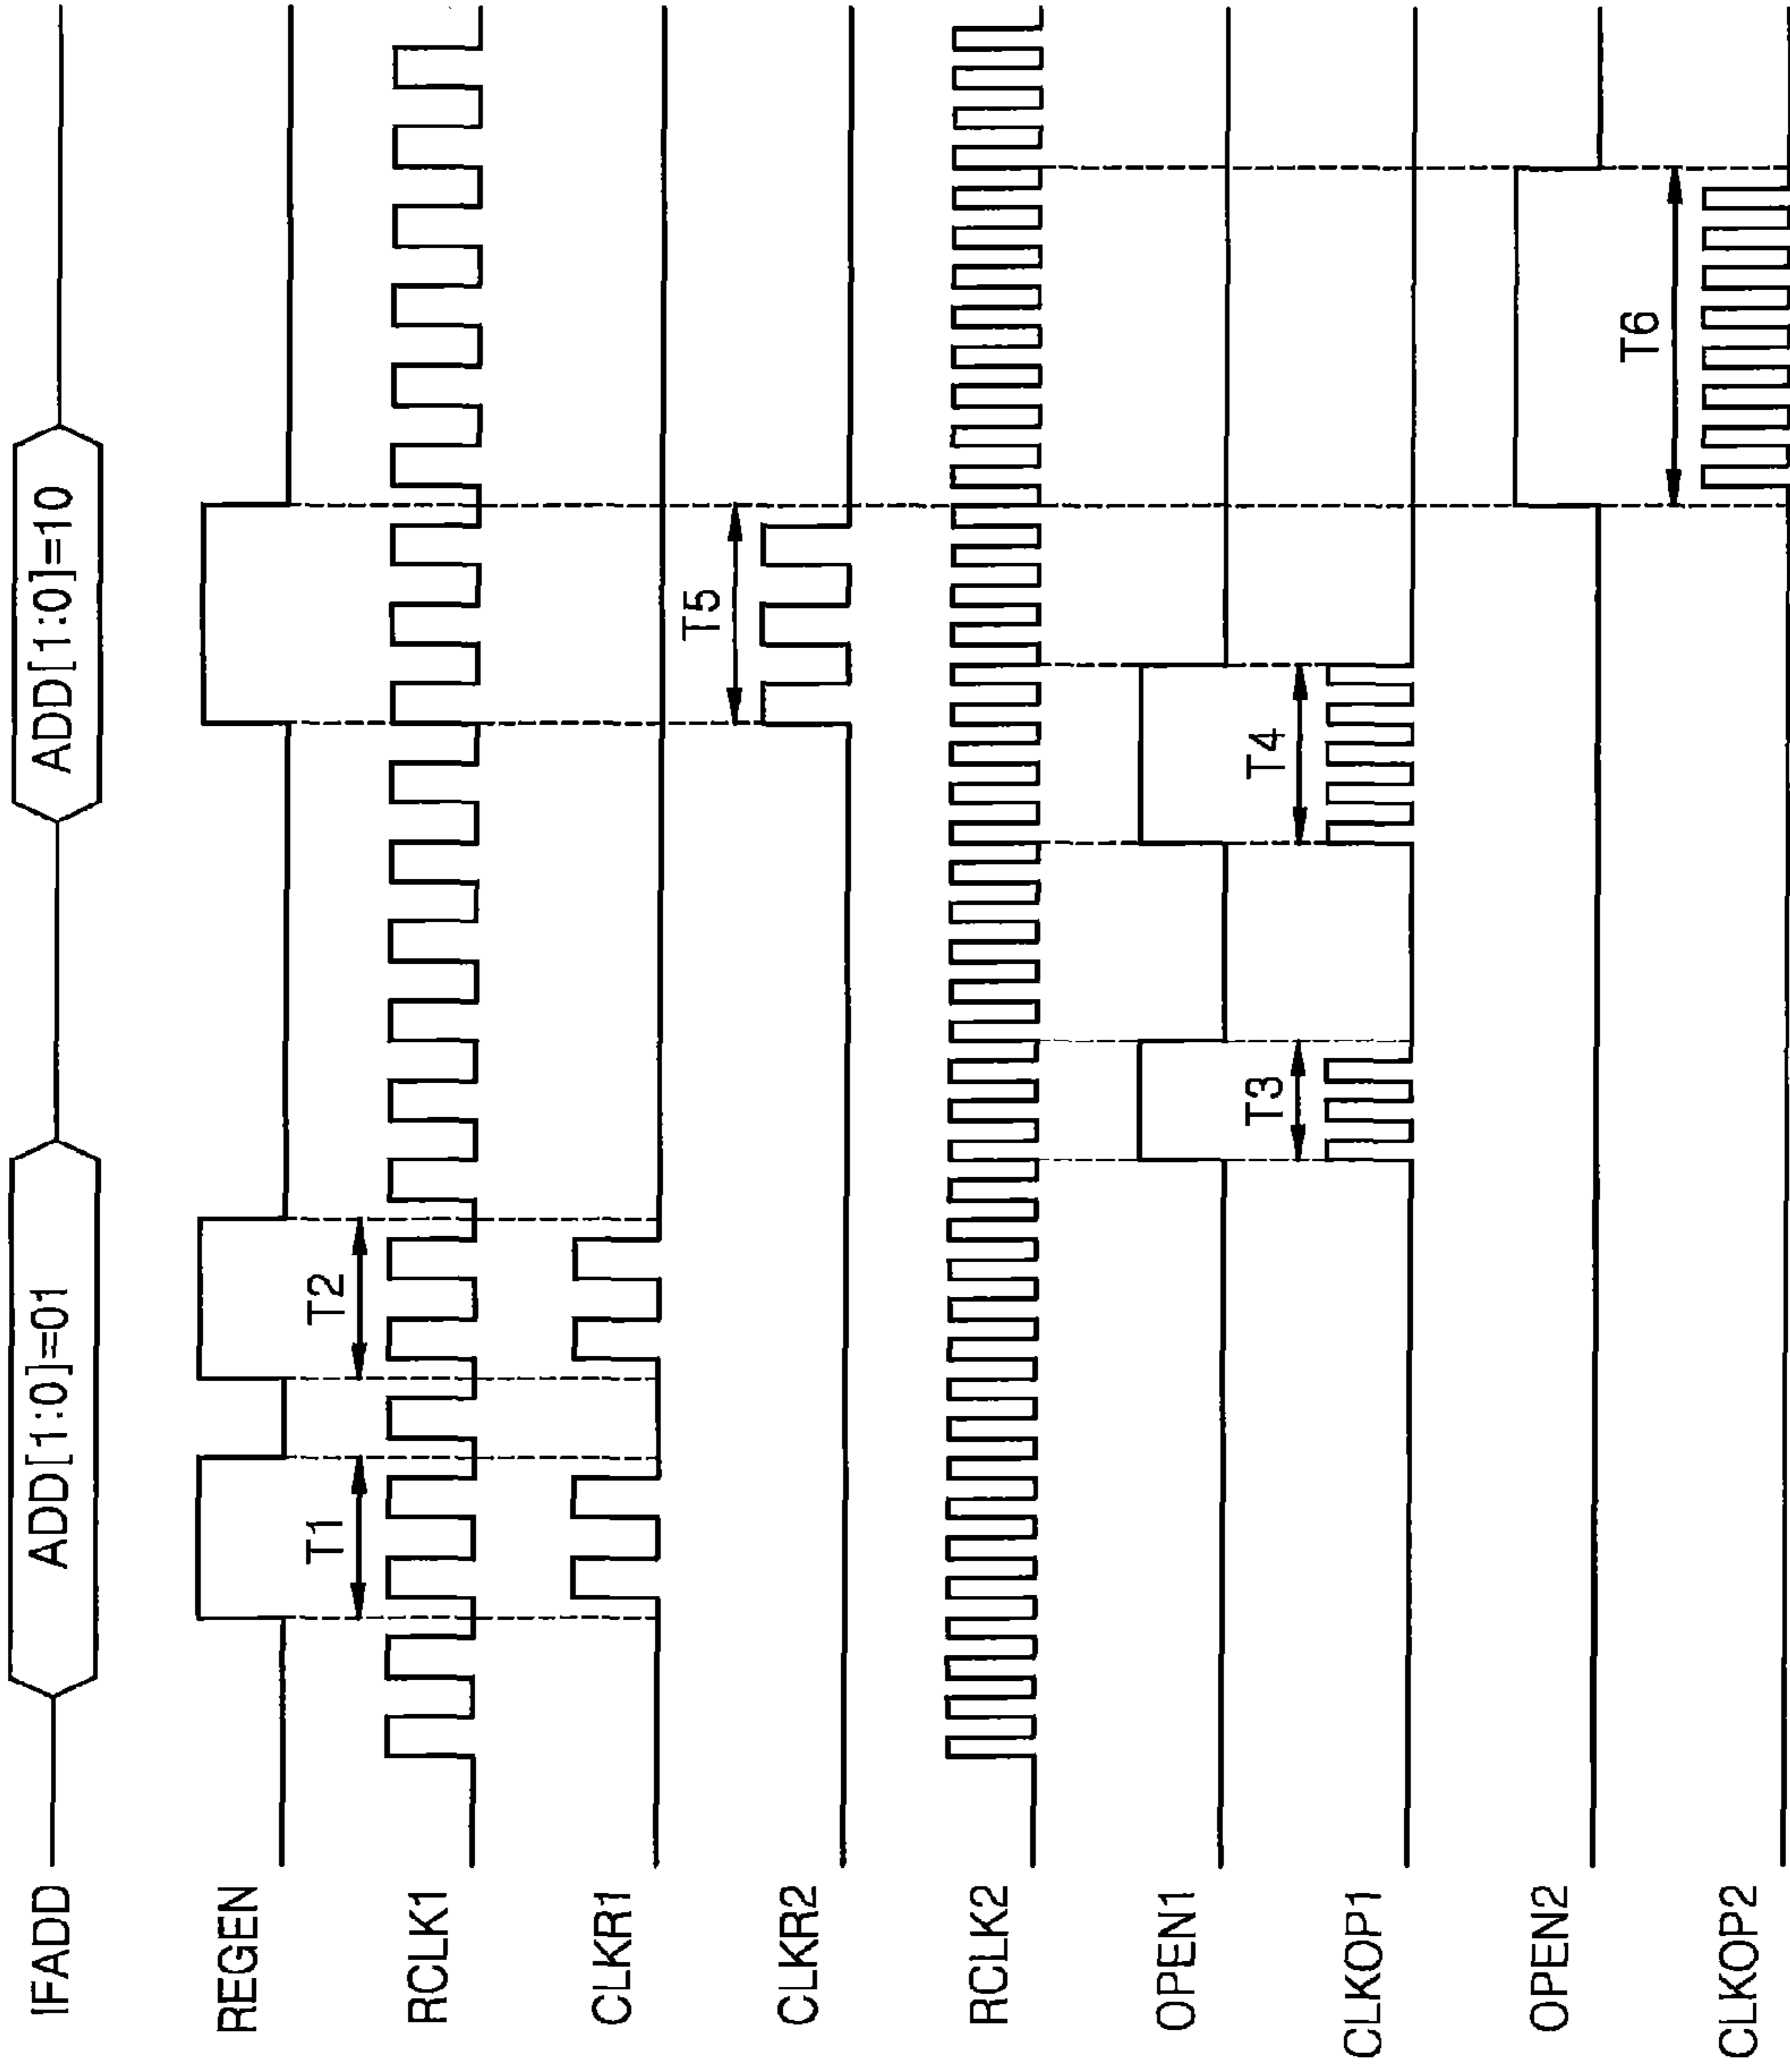 IFADD
ADD[1:0]=01
ADD[1:0]=10
REGEN
T1
T2
RCLK1
CLKR1
CLKR2
T5
RCLK2
OPEN1
CLKOP1
T3
T4
OPEN2
CLKOP2
T6